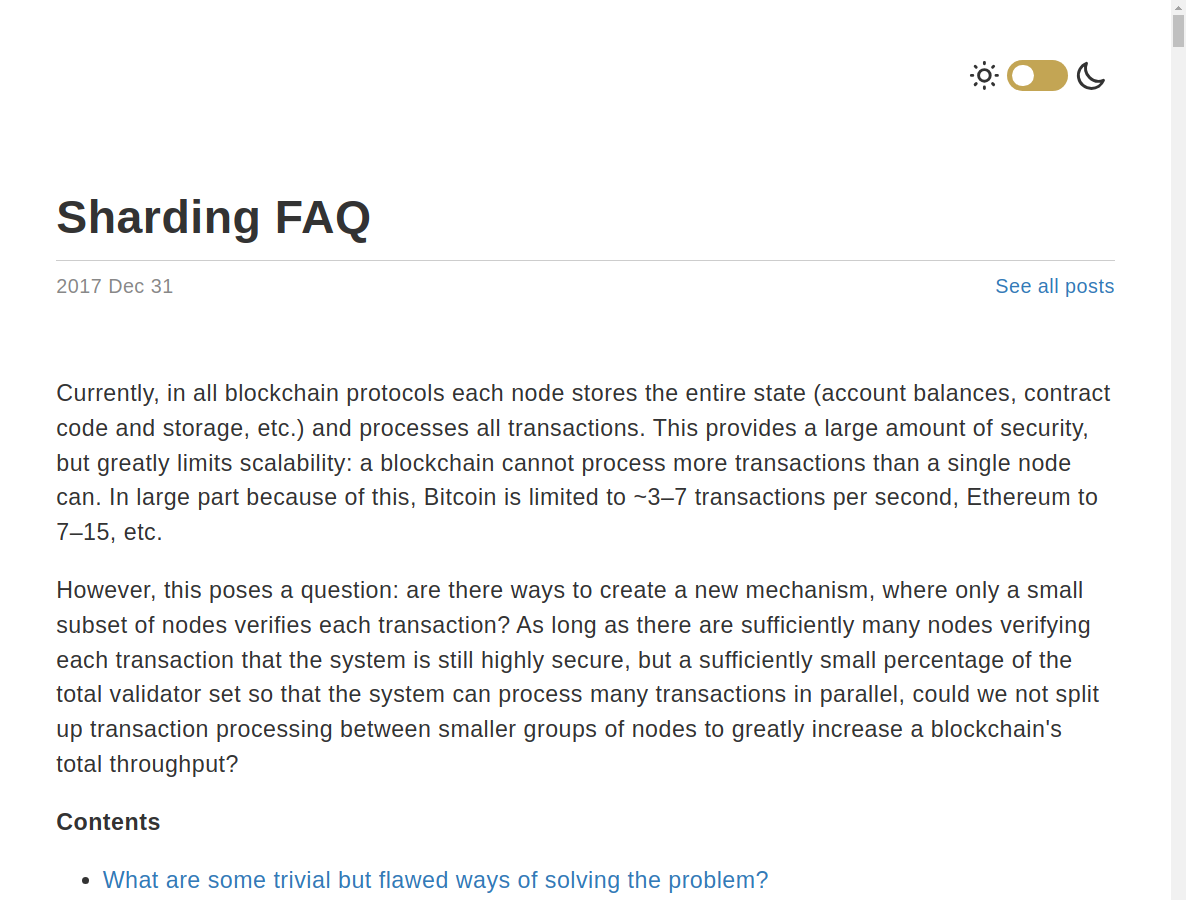 Sharding FAQ
2017 Dec 31
See all posts
Currently, in all blockchain protocols each node stores the entire state (account balances, contract
code and storage, etc.) and processes all transactions. This provides a large amount of security,
but greatly limits scalability: a blockchain cannot process more transactions than a single node
can. In large part because of this, Bitcoin is limited to ~3–7 transactions per second, Ethereum to
7–15, etc.
However, this poses a question: are there ways to create a new mechanism, where only a small
subset of nodes verifies each transaction? As long as there are sufficiently many nodes verifying
each transaction that the system is still highly secure, but a sufficiently small percentage of the
total validator set so that the system can process many transactions in parallel, could we not split
up transaction processing between smaller groups of nodes to greatly increase a blockchain's
total throughput?
Contents
What are some trivial but flawed ways of solving the problem?